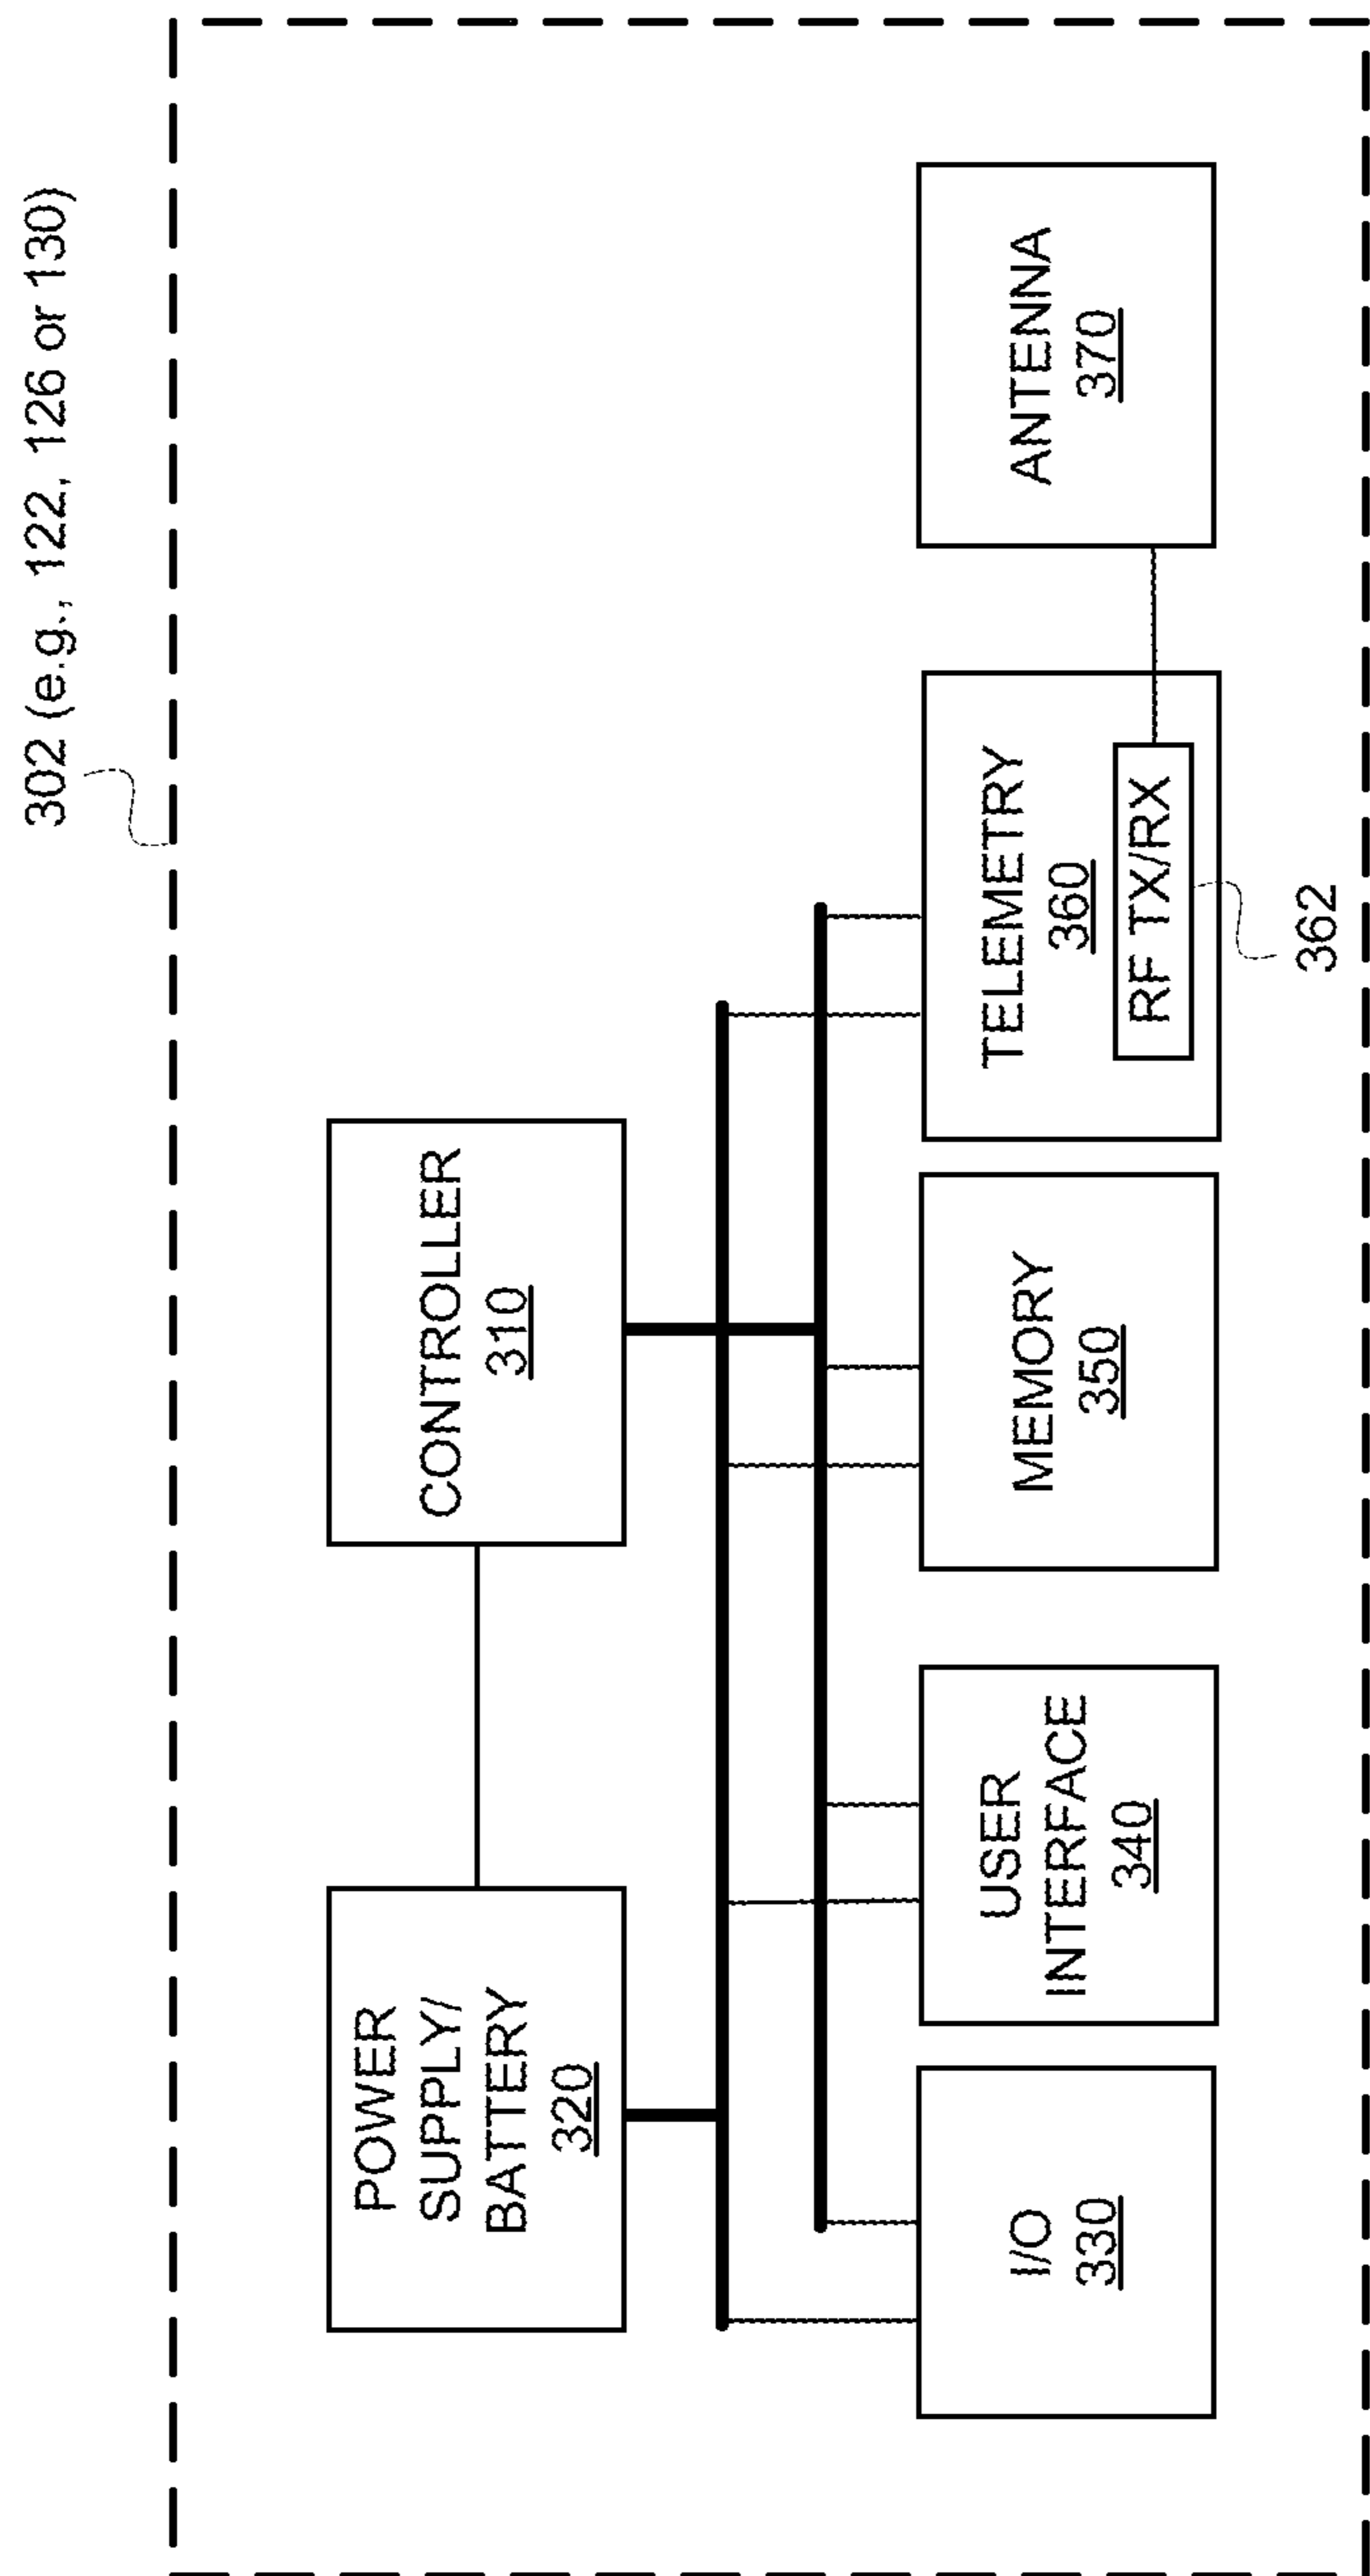 302 (e.g., 122, 126 or 130)
POWER
SUPPLY/
BATTERY
320
CONTROLLER
310
I/O
330
USER
INTERFACE
340
MEMORY
350
TELEMETRY
360
RF TX/RX
362
ANTENNA
370